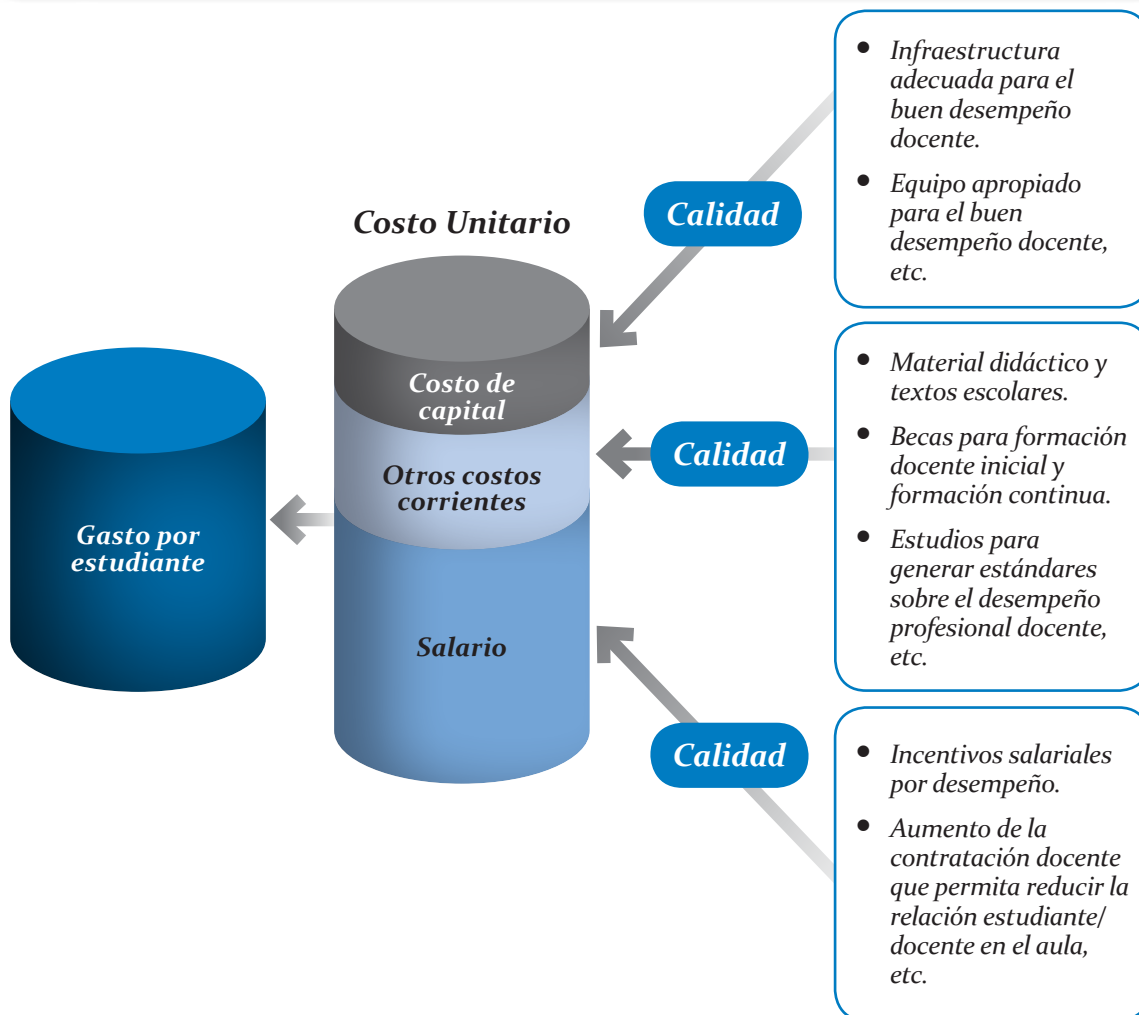 Costo Unitario
Gasto por
estudiante
Costo de
capital
Otros costos
corrientes
Salario
Calidad
• Infraestructura
adecuada para el
buen desempeño
docente.
• Equipo apropiado
para el buen
desempeño docente,
etc.
Calidad
• Material didáctico y
textos escolares.
• Becas para formación
docente inicial y
formación continua.
• Estudios para
generar estándares
sobre el desempeño
profesional docente,
etc.
Calidad
• Incentivos salariales
por desempeño.
• Aumento de la
contratación docente
que permita reducir la
relación estudiante/
docente en el aula,
etc.